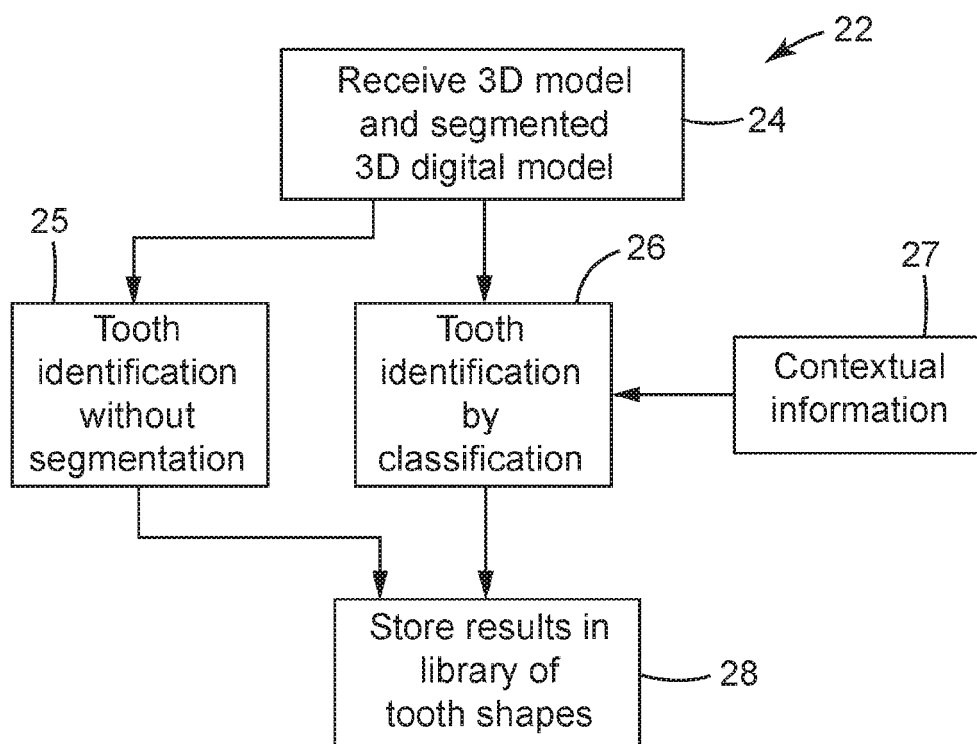 22
Receive 3D model
and segmented
3D digital model
24
25
Tooth
identification
without
segmentation
26
Tooth
identification
by
classification
27
Contextual
information
Store results in
library of
tooth shapes
28